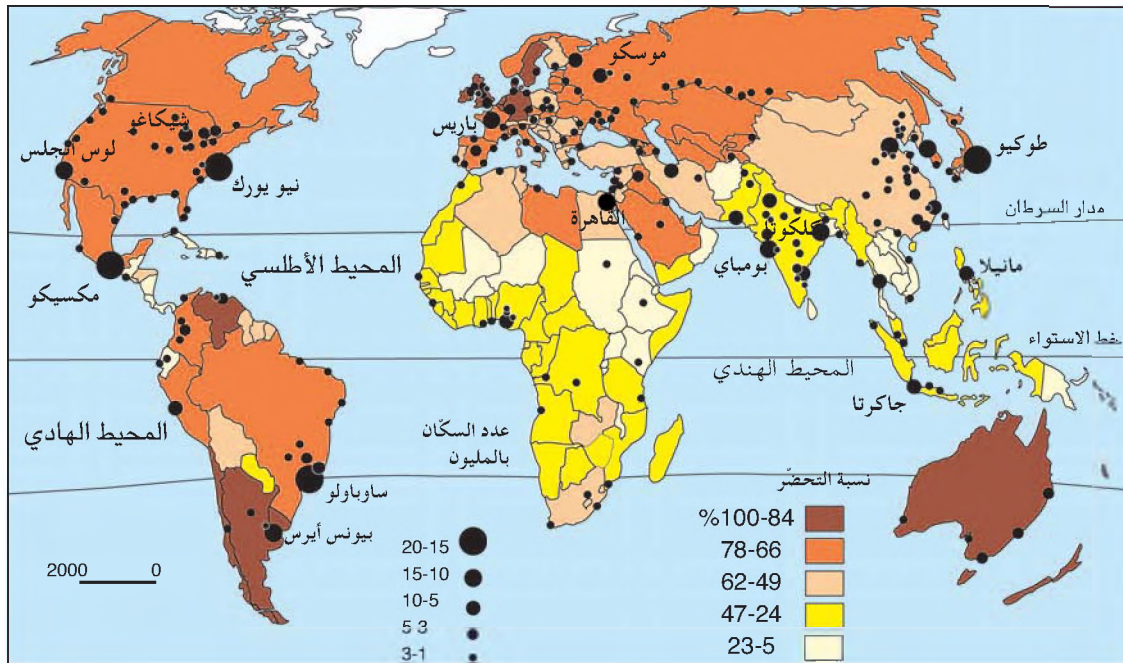 موسكو
باريس
شيكاغو
لوس انجلس
نيو يورك
طوكيو
القاهرة
كلكوتا
مدار السرطان
بومباي
المحيط الأطلسي
مانيلا
مكسيكو
خط الاستواء
المحيط الهندي
جاكرتا
المحيط الهادي
عدد السكّان
بالمليون
نسبة التحضّر
ساوباولو
بيونس أيرس
2000 0
20-15
15-10
10-5
5-3
3-1
%100-84
78-66
62-49
47-24
23-5